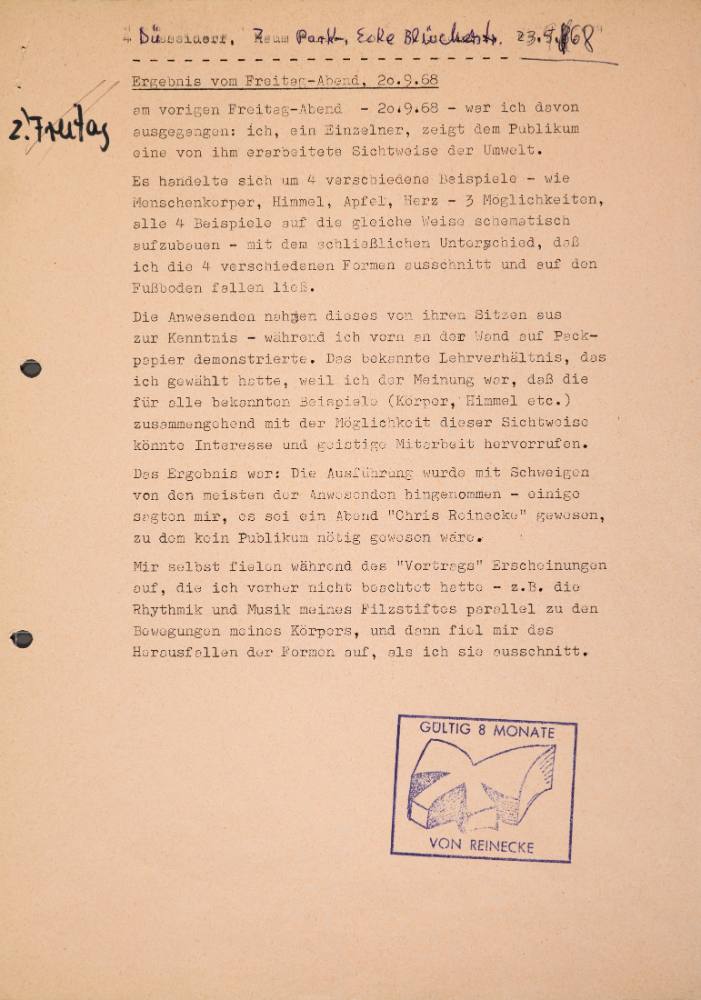 4 Düsseldorf, Raum Park-, Ecke Blücherstr. 23.9.68
Ergebnis vom Freitag-Abend, 2o.9.68
2. Freitag
am vorigen Freitag-Abend - 2o.9.68 - war ich davon
ausgegangen: ich, ein Einzelner, zeigt dem Publikum
eine von ihm erarbeitete Sichtweise der Umwelt.
Es handelte sich um 4 verschiedene Beispiele - wie
Menschenkörper, Himmel, Apfel, Herz - 3 Möglichkeiten,
alle 4 Beispiele auf die gleiche Weise schematisch
aufzubauen - mit dem schließlichen Unterschied, daß
ich die 4 verschiedenen Formen ausschnitt und auf den
Fußboden fallen ließ.
Die Anwesenden nahmen dieses von ihren Sitzen aus
zur Kenntnis - während ich vorn an der Wand auf Pack-
papier demonstrierte. Das bekannte Lehrverhältnis, das
ich gewählt hatte, weil ich der Meinung war, daß die
für alle bekannten Beispiele (Körper, Himmel etc.)
zusammengehend mit der Möglichkeit dieser Sichtweise
könnte Interesse und geistige Mitarbeit hervorrufen.
Das Ergebnis war: Die Ausführung wurde mit Schweigen
von den meisten der Anwesenden hingenommen - einige
sagten mir, es sei ein Abend "Chris Reinecke" gewesen,
zu dem kein Publikum nötig gewesen wäre.
Mir selbst fielen während des "Vortrags" Erscheinungen
auf, die ich vorher nicht beachtet hatte - z.B. die
Rhythmik und Musik meines Filzstiftes parallel zu den
Bewegungen meines Körpers, und dann fiel mir das
Herausfallen der Formen auf, als ich sie ausschnitt.
GÜLTIG 8 MONATE
VON REINECKE